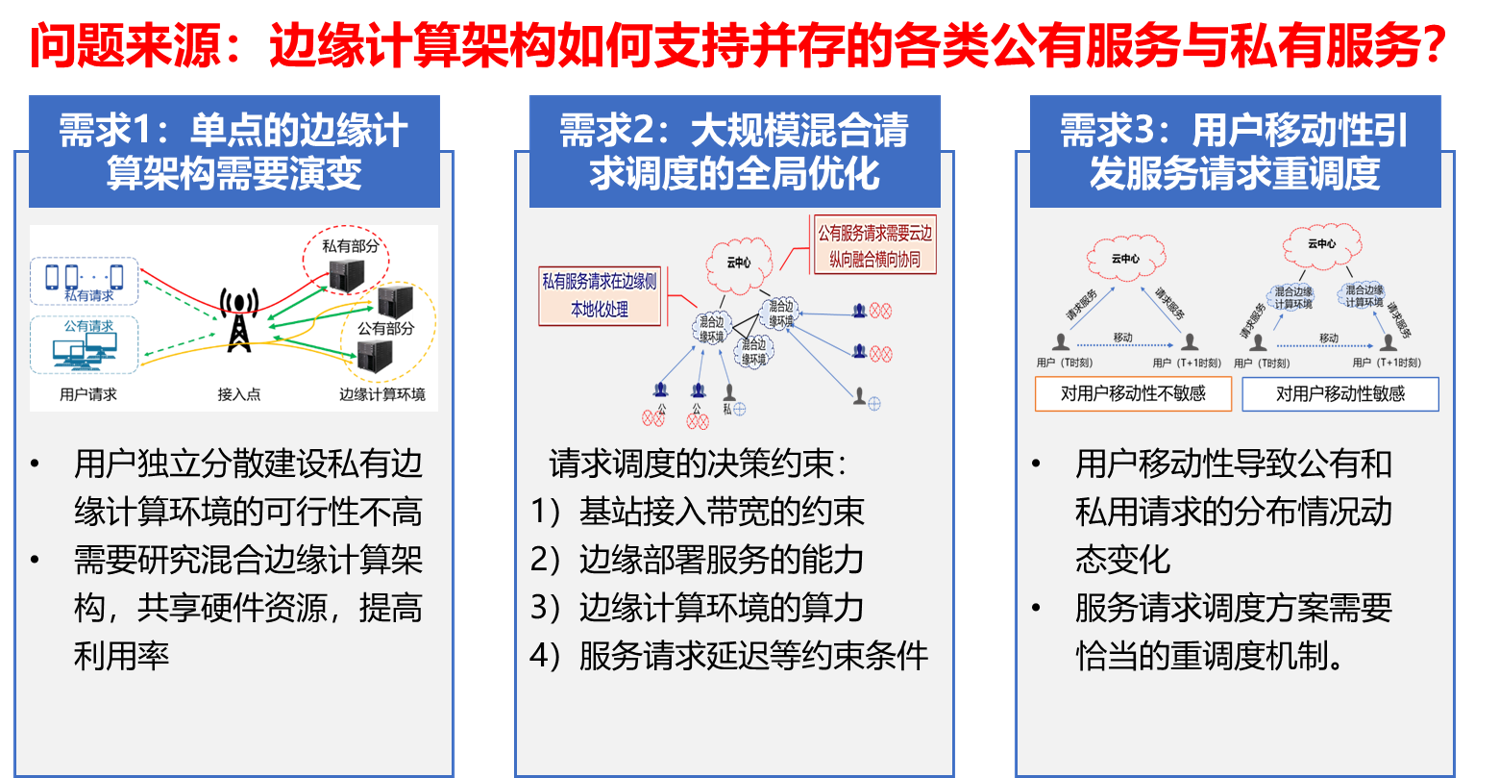 问题来源：边缘计算架构如何支持并存的各类公有服务与私有服务？
需求1：单点的边缘计
算架构需要演变
私有部分
私有请求
公有请求
公有部分
用户请求
接入点
边缘计算环境
• 用户独立分散建设私有边
缘计算环境的可行性不高
• 需要研究混合边缘计算架
构，共享硬件资源，提高
利用率
需求2：大规模混合请
求调度的全局优化
公有服务请求需要云边
纵向融合横向协同
云中心
私有服务请求在边缘侧
本地化处理
混合边
缘环境
混合边
缘环境
混合边
缘环境
公
公
私
请求调度的决策约束：
1）基站接入带宽的约束
2）边缘部署服务的能力
3）边缘计算环境的算力
4）服务请求延迟等约束条件
需求3：用户移动性引
发服务请求重调度
云中心
请求服务
请求服务
移动
用户（T时刻）
用户（T+1时刻）
对用户移动性不敏感
云中心
混合边缘
计算环境
混合边缘
计算环境
请求服务
请求服务
移动
用户（T时刻）
用户（T+1时刻）
对用户移动性敏感
• 用户移动性导致公有和
私用请求的分布情况动
态变化
• 服务请求调度方案需要
恰当的重调度机制。